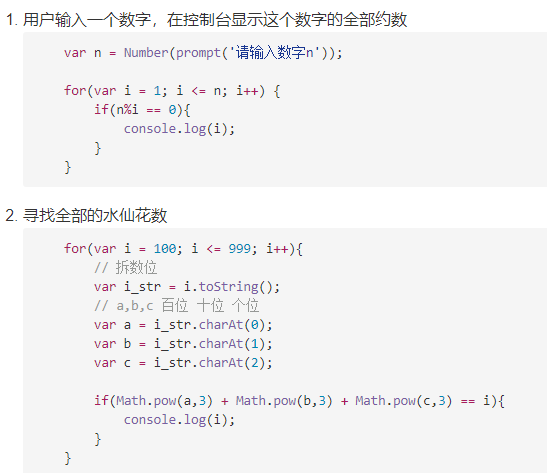 1. 用户输入一个数字，在控制台显示这个数字的全部约数
var n = Number(prompt('请输入数字n'));
for(var i = 1; i <= n; i++) {
if(n%i == 0){
console.log(i);
}
}
2. 寻找全部的水仙花数
for(var i = 100; i <= 999; i++){
// 拆数位
var i_str = i.toString();
// a,b,c 百位 十位 个位
var a = i_str.charAt(0);
var b = i_str.charAt(1);
var c = i_str.charAt(2);
if(Math.pow(a,3) + Math.pow(b,3) + Math.pow(c,3) == i){
console.log(i);
}
}